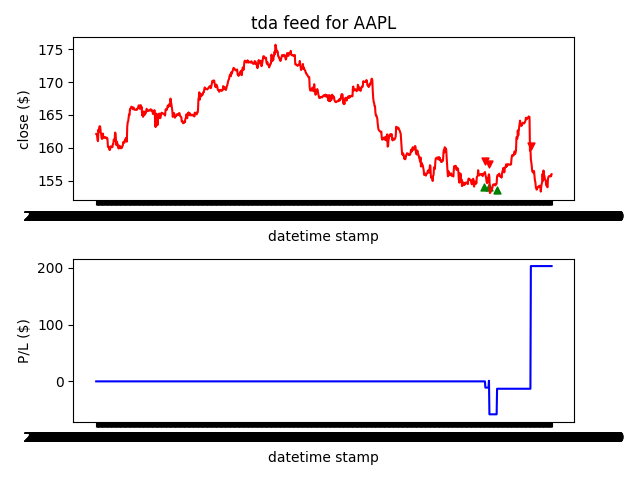 tda feed for AAPL
175
170
165
160
155
close ($)
datetime stamp
200
100
0
P/L ($)
datetime stamp